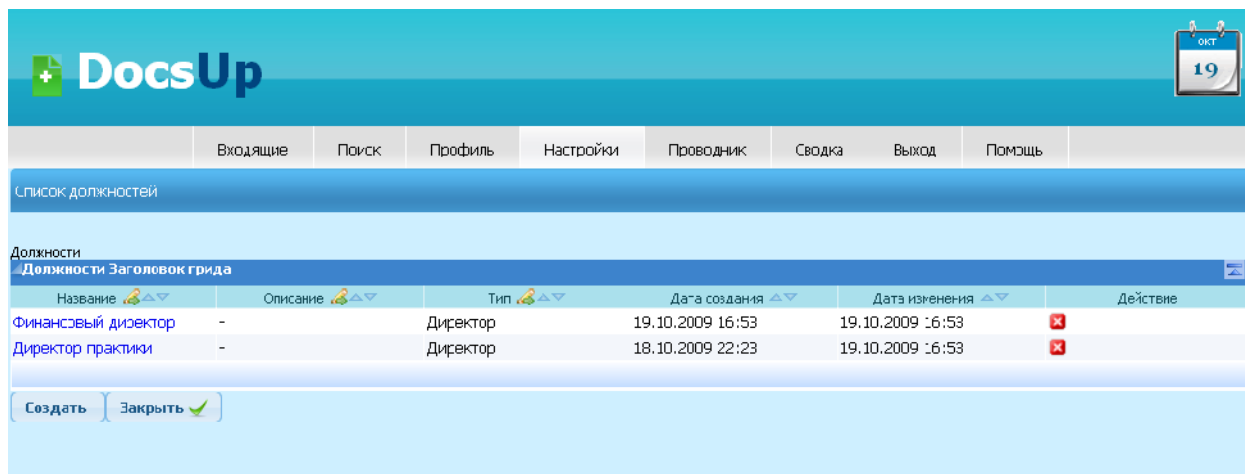 окт
19
DocsUp
Входящие Поиск Профиль Настройки Проводник Сводка Выход Помощь
Список должностей
Должности
Должности Заголовок грида
Название Описание Тип Дата создания Дата изменения Действие
Финансовый директор - Директор 19.10.2009 16:53 19.10.2009 16:53
Директор практики - Директор 18.10.2009 22:23 19.10.2009 16:53
Создать Закрыть